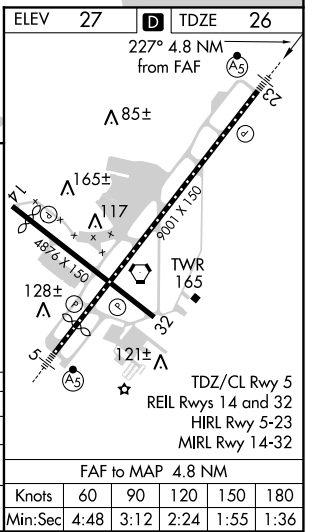 ELEV 27 D TDZE 26
227° 4.8 NM
from FAF
A5
23
P
85±
165±
14
P
117
9001 X 150
4876 X 150
TWR
165
128±
P
P
32
5
121±
A5
TDZ/CL Rwy 5
REIL Rwys 14 and 32
HIRL Rwy 5-23
MIRL Rwy 14-32
FAF to MAP 4.8 NM
Knots 60 90 120 150 180
Min:Sec 4:48 3:12 2:24 1:55 1:36